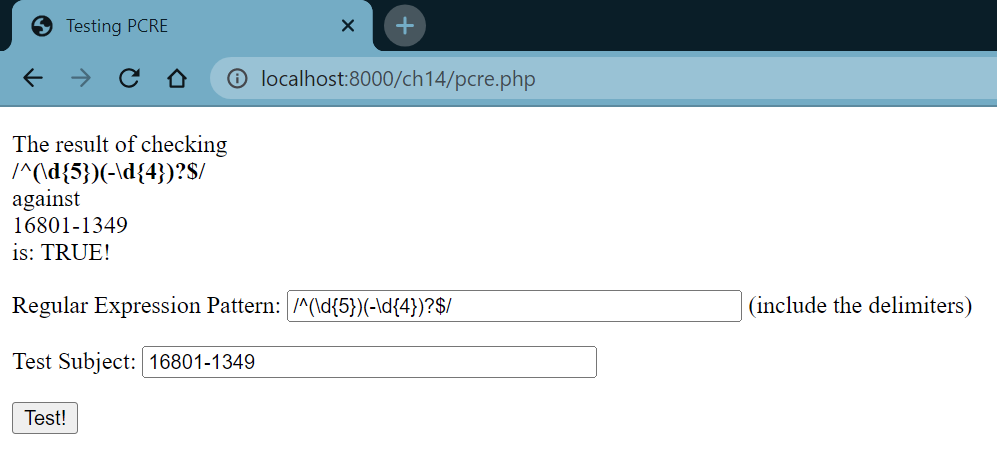 Testing PCRE
localhost:8000/ch14/pcre.php
The result of checking
/^(\d{5})(-\d{4})?$/
against
16801-1349
is: TRUE!
Regular Expression Pattern: /^(\d{5})(-\d{4})?$/ (include the delimiters)
Test Subject: 16801-1349
Test!